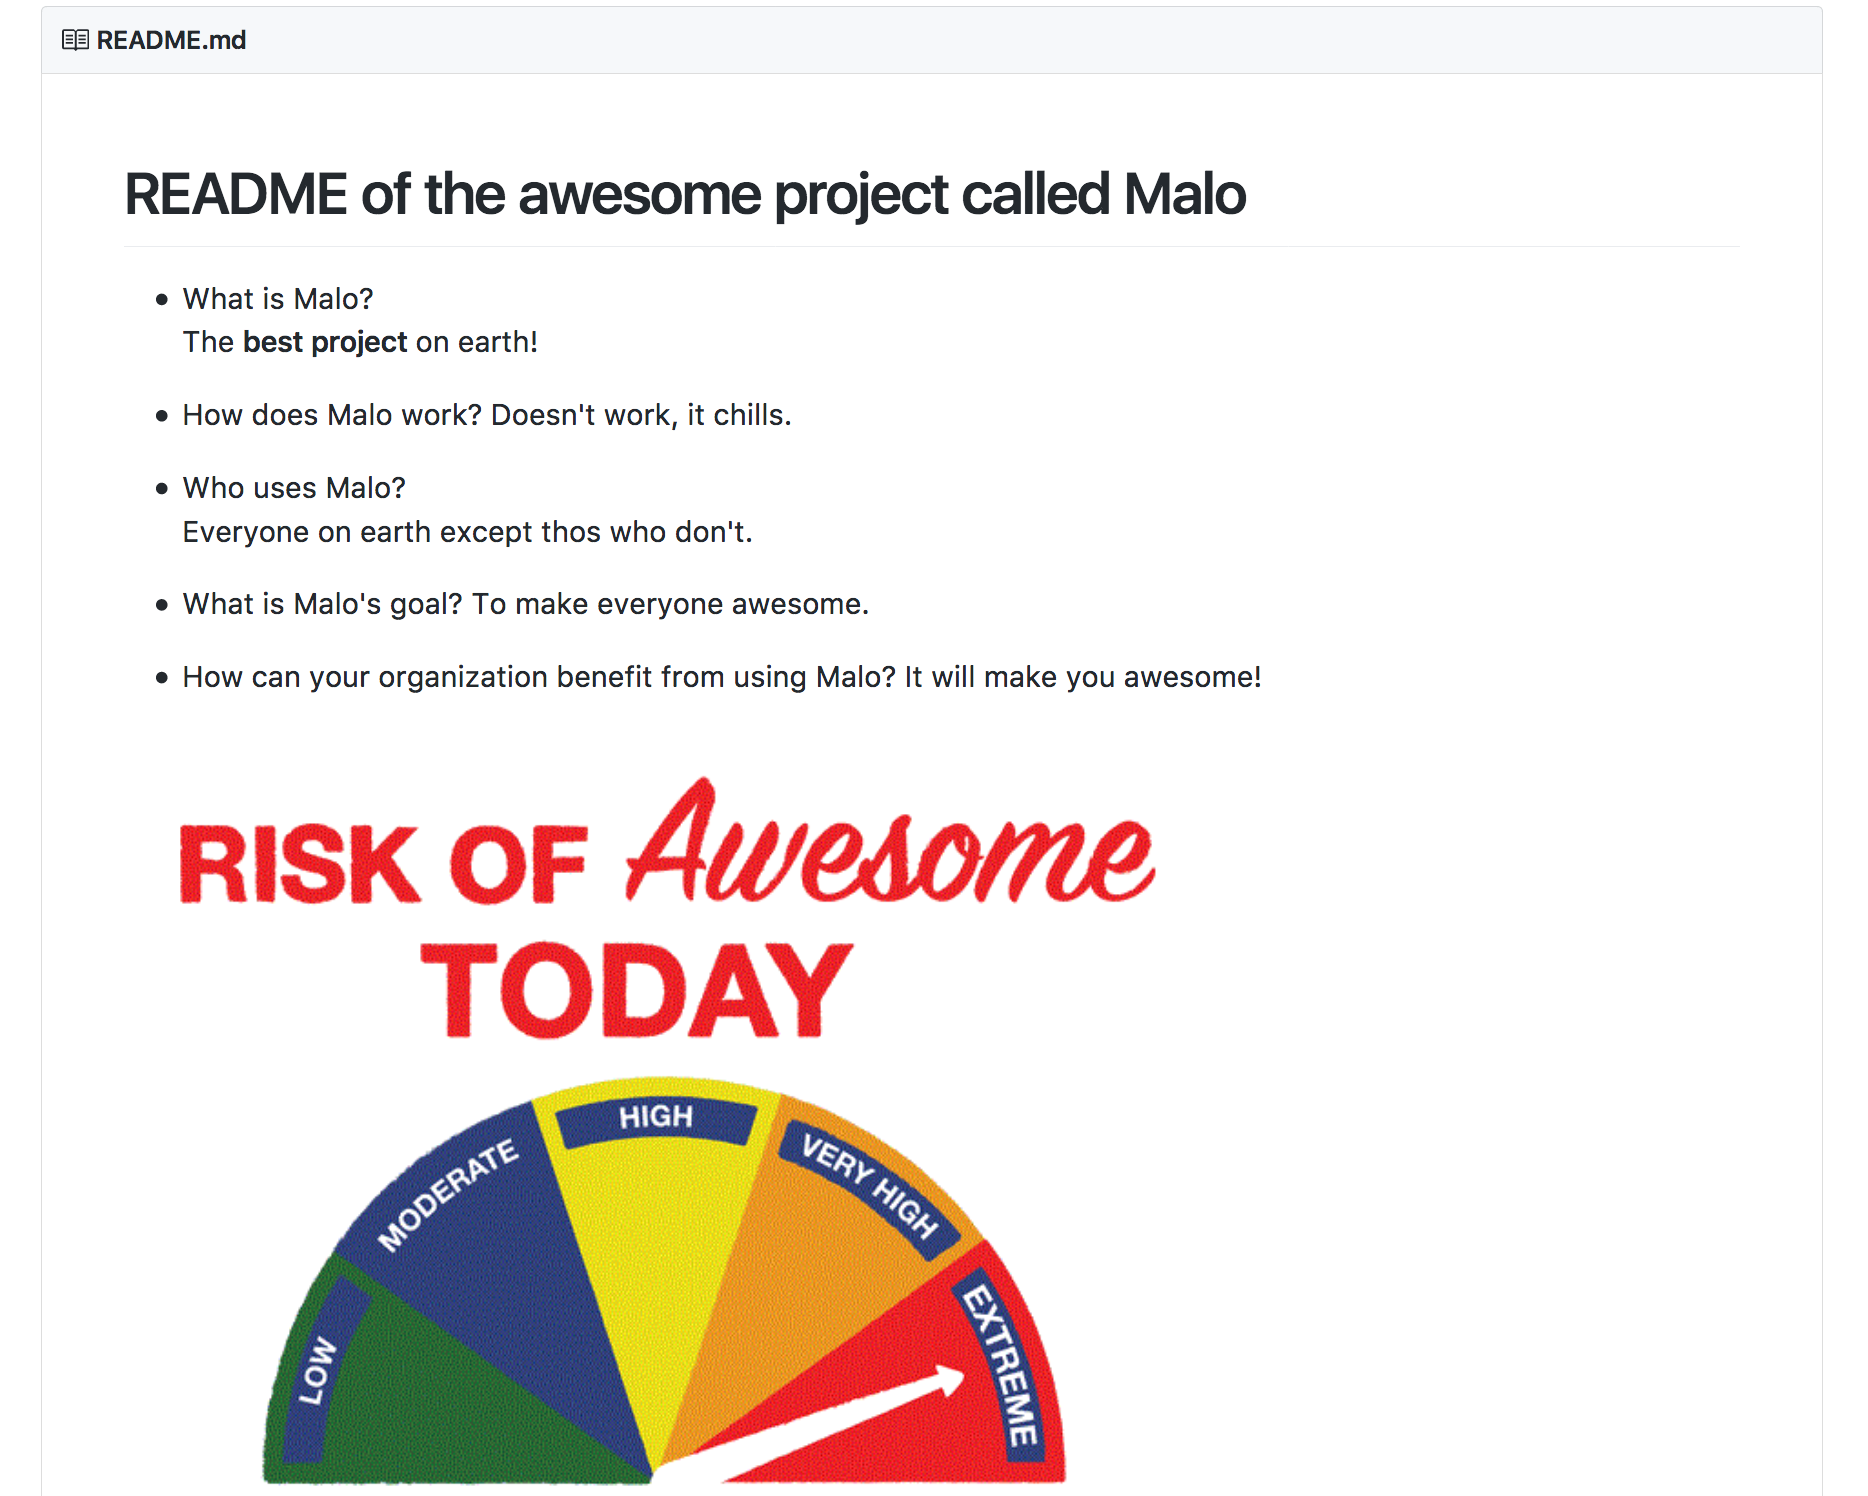 README.md
README of the awesome project called Malo
What is Malo?
The best project on earth!
How does Malo work? Doesn't work, it chills.
Who uses Malo?
Everyone on earth except thos who don't.
What is Malo's goal? To make everyone awesome.
How can your organization benefit from using Malo? It will make you awesome!
RISK OF Awesome
TODAY
LOW
MODERATE
HIGH
VERY HIGH
EXTREME